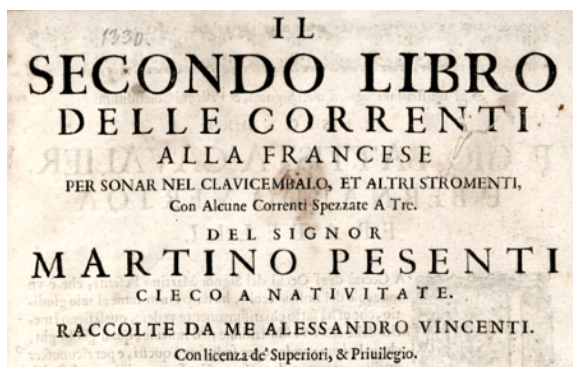 1330.
IL
SECONDO LIBRO
DELLE CORRENTI
ALLA FRANCESE
PER SONAR NEL CLAVICEMBALO, ET ALTRI STROMENTI,
Con Alcune Correnti Spezzate A Tre.
DEL SIGNOR
MARTINO PESENTI
CIECO A NATIVTATE.
RACCOLTE DA ME ALESSANDRO VINCENTI.
Con licenza de' Superiori, & Priuilegio.